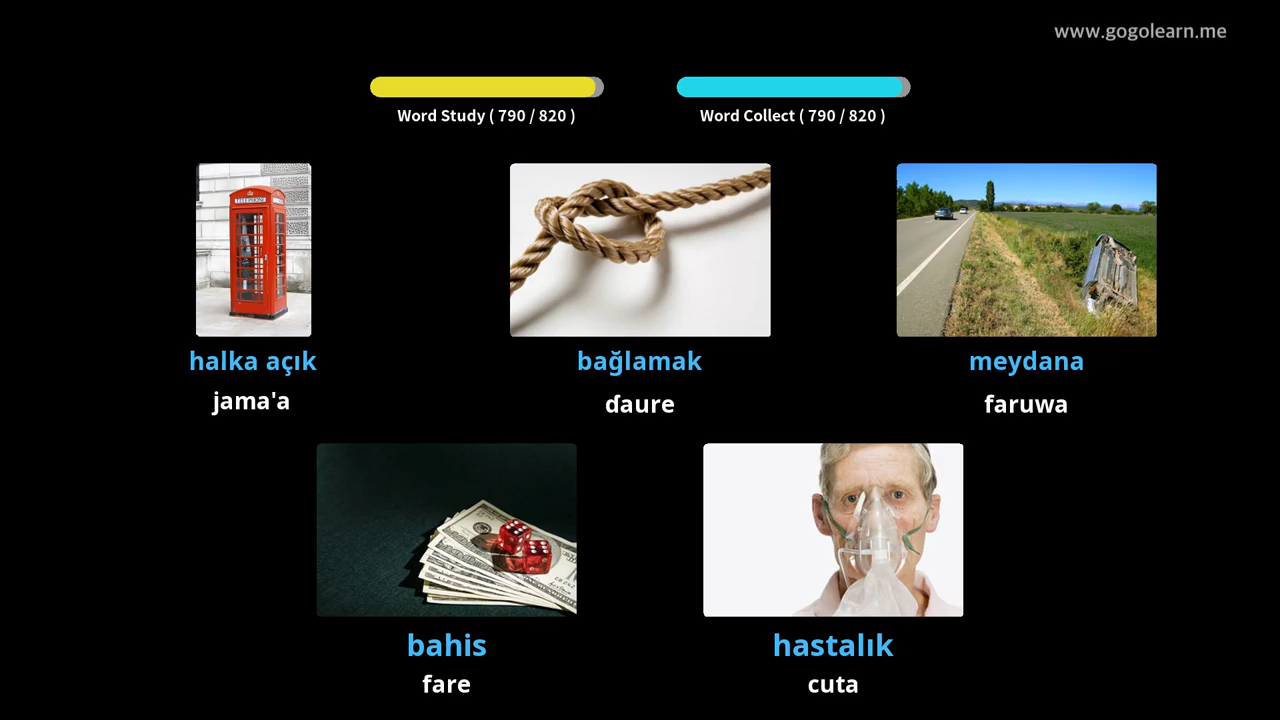 www.gogolearn.me
Word Study ( 790 / 820 )
Word Collect ( 790 / 820 )
TELEPHONE
halka açık
jama'a
bağlamak
ɗaure
meydana
faruwa
bahis
fare
hastalık
cuta